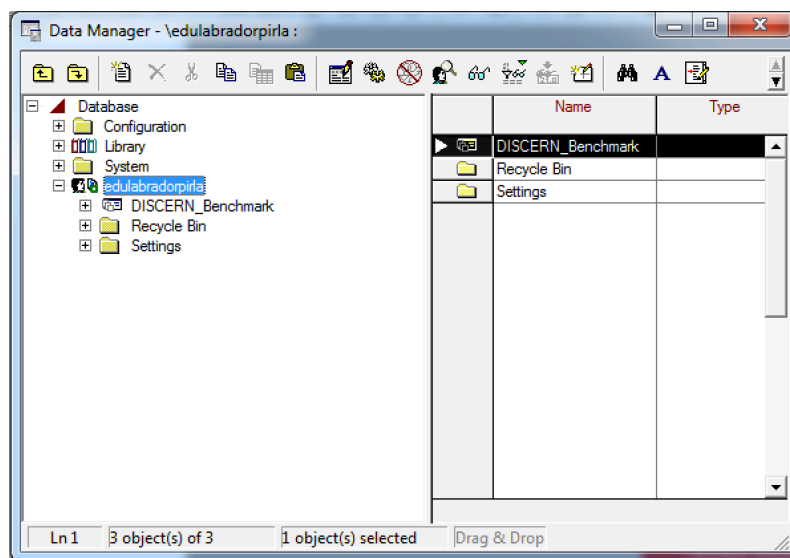 Data Manager - \edulabradorpirla :
Database
Configuration
Library
System
edulabradorpirla
DISCERN_Benchmark
Recycle Bin
Settings
Name Type
DISCERN_Benchmark
Recycle Bin
Settings
Ln 1 3 object(s) of 3 1 object(s) selected Drag & Drop